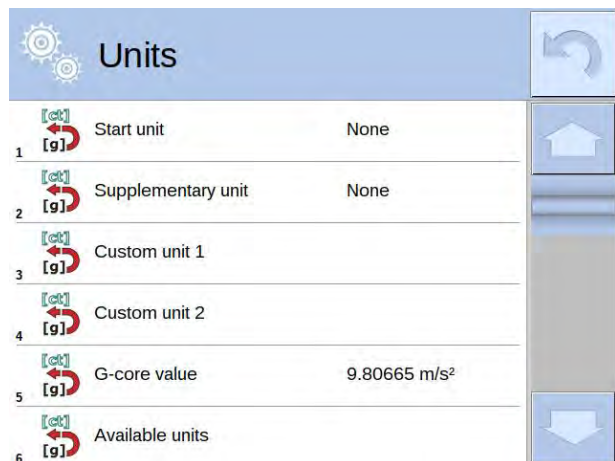 Units
[ct]
[g]
1 Start unit None
[ct]
[g]
2 Supplementary unit None
[ct]
[g]
3 Custom unit 1
[ct]
[g]
4 Custom unit 2
[ct]
[g]
5 G-core value 9.80665 m/s²
[ct]
[g]
6 Available units